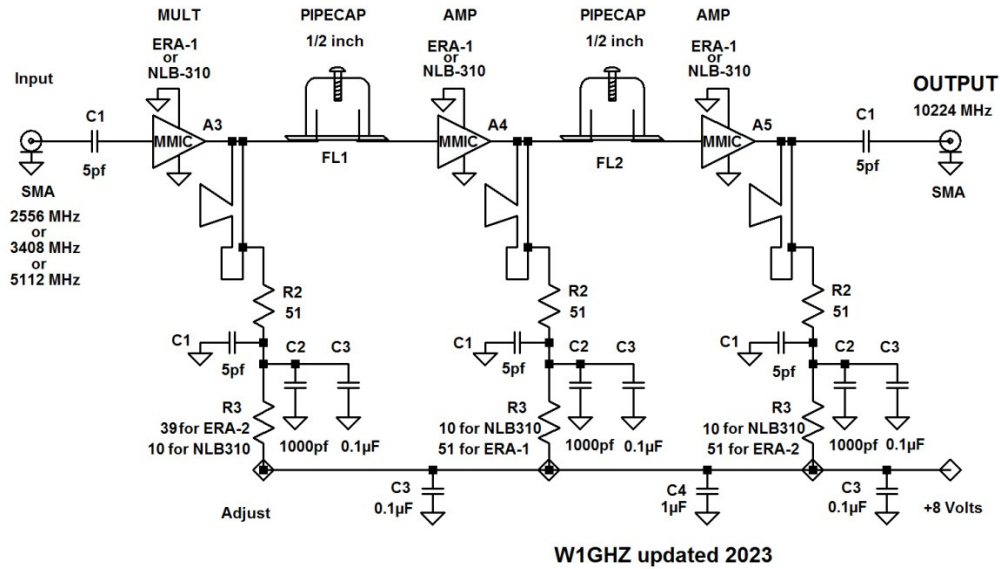 MULT PIPECAP AMP PIPECAP AMP
1/2 inch 1/2 inch
ERA-1 ERA-1 ERA-1
or or or
NLB-310 NLB-310 NLB-310
Input
OUTPUT
10224 MHz
C1 A3 A4 A5 C1
MMIC MMIC MMIC
FL1 FL2
5pf 5pf
SMA SMA
2556 MHz
or
3408 MHz
or
5112 MHz
R2 R2 R2
51 51 51
C1 C2 C3 C1 C2 C3 C1 C2 C3
5pf 5pf 5pf
R3 R3 R3
39 for ERA-2 10 for NLB310 10 for NLB310
10 for NLB310 1000pf 0.1µF 51 for ERA-1 1000pf 0.1µF 51 for ERA-2 1000pf 0.1µF
C3 C4 C3
0.1µF 1µF 0.1µF
Adjust +8 Volts
W1GHZ updated 2023